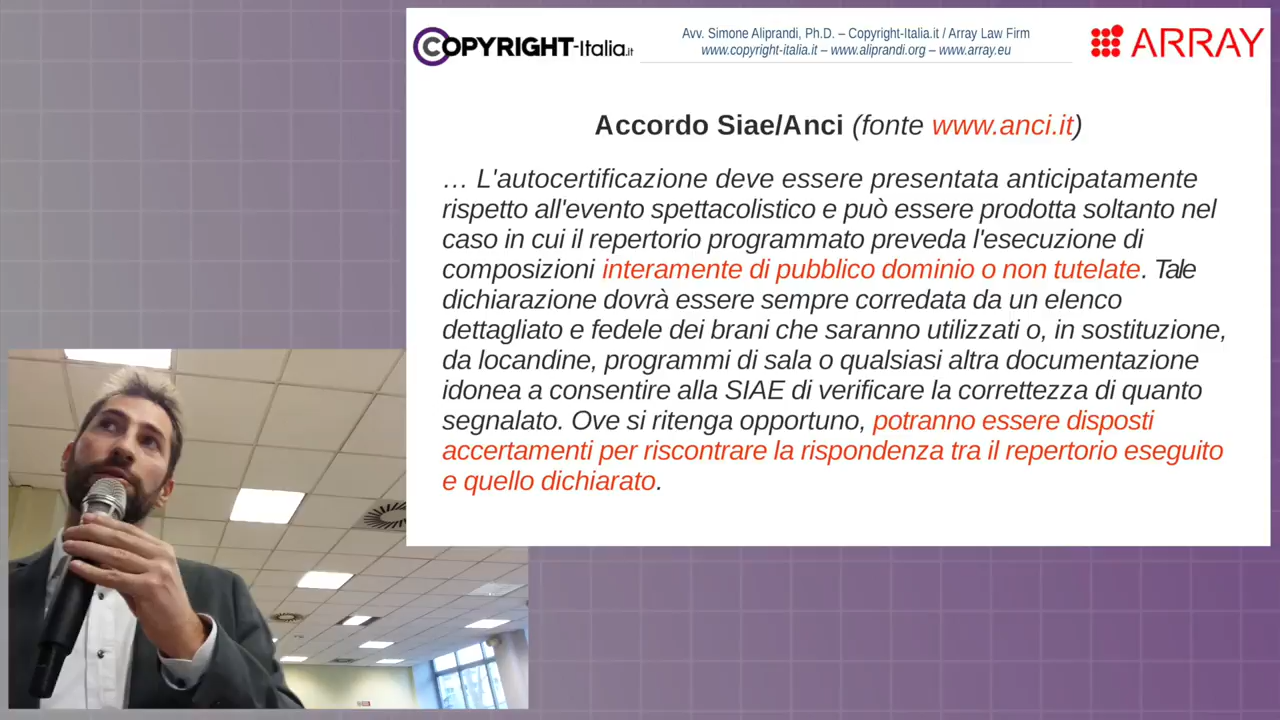 COPYRIGHT-Italia.it
Avv. Simone Aliprandi, Ph.D. – Copyright-Italia.it / Array Law Firm
www.copyright-italia.it – www.aliprandi.org – www.array.eu
ARRAY
Accordo Siae/Anci (fonte www.anci.it)
… L'autocertificazione deve essere presentata anticipatamente
rispetto all'evento spettacolistico e può essere prodotta soltanto nel
caso in cui il repertorio programmato preveda l'esecuzione di
composizioni interamente di pubblico dominio o non tutelate. Tale
dichiarazione dovrà essere sempre corredata da un elenco
dettagliato e fedele dei brani che saranno utilizzati o, in sostituzione,
da locandine, programmi di sala o qualsiasi altra documentazione
idonea a consentire alla SIAE di verificare la correttezza di quanto
segnalato. Ove si ritenga opportuno, potranno essere disposti
accertamenti per riscontrare la rispondenza tra il repertorio eseguito
e quello dichiarato.